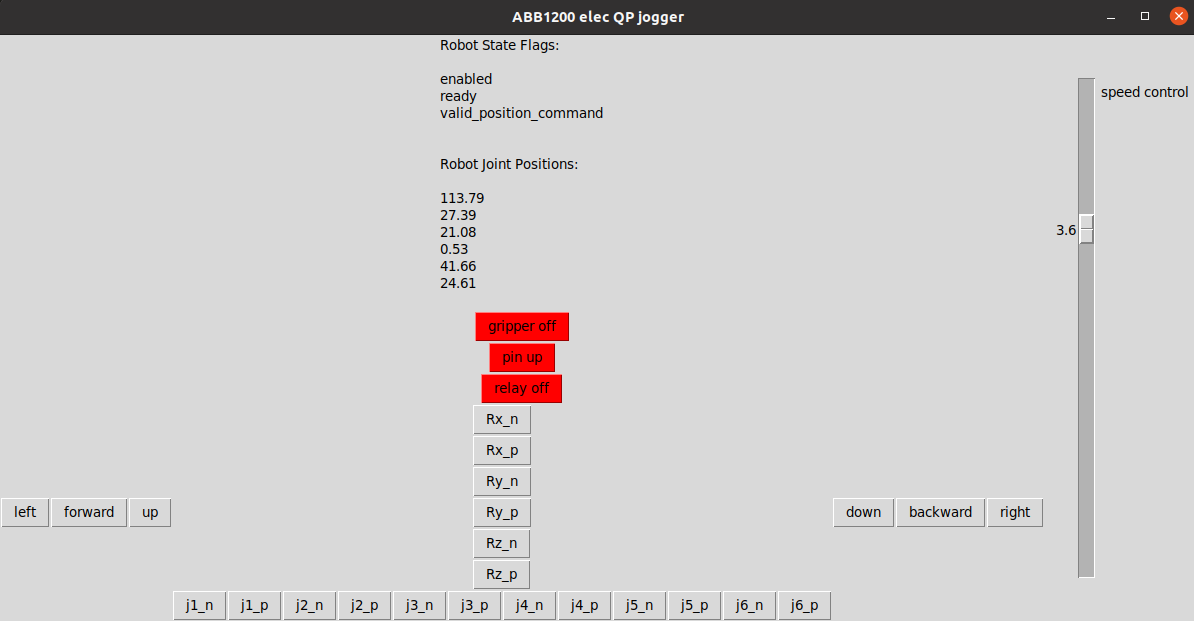 ABB1200 elec QP jogger
Robot State Flags:
enabled
ready
valid_position_command
speed control
Robot Joint Positions:
113.79
27.39
21.08
0.53
41.66
24.61
3.6
gripper off
pin up
relay off
Rx_n
Rx_p
Ry_n
left forward up Ry_p down backward right
Rz_n
Rz_p
j1_n j1_p j2_n j2_p j3_n j3_p j4_n j4_p j5_n j5_p j6_n j6_p